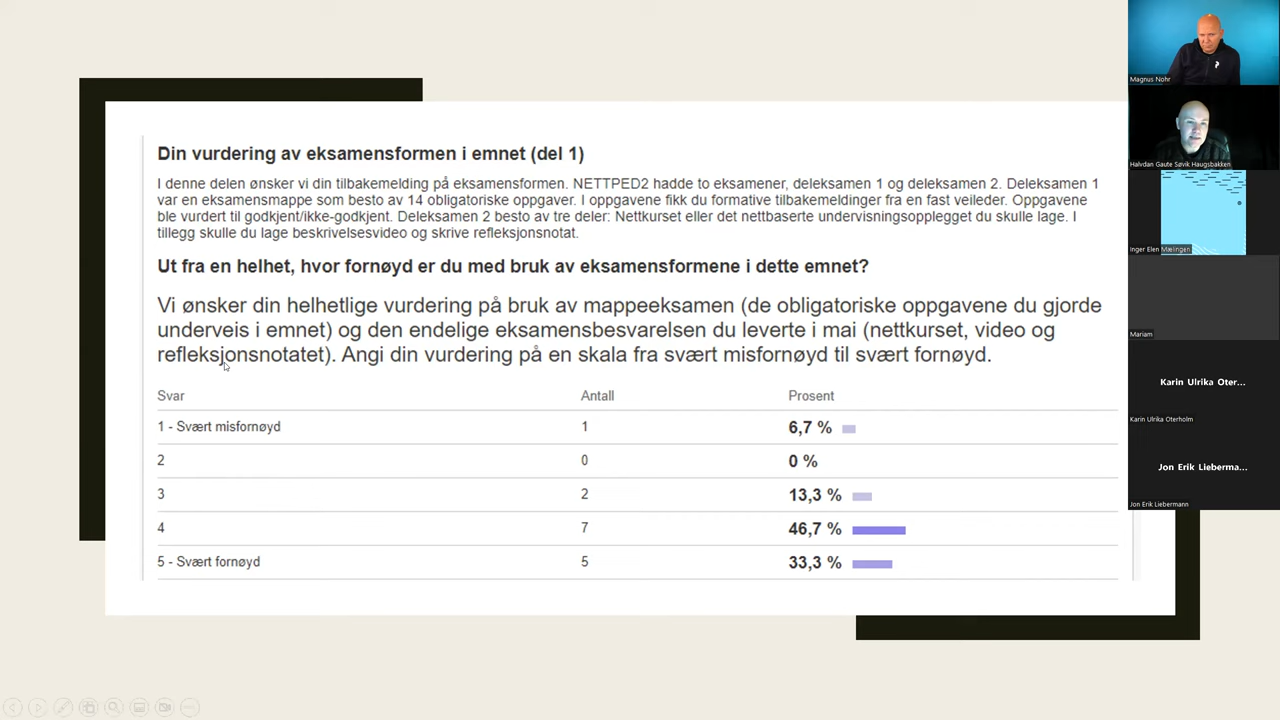 Din vurdering av eksamensformen i emnet (del 1)
I denne delen ønsker vi din tilbakemelding på eksamensformen. NETTPED2 hadde to eksamener, deleksamen 1 og deleksamen 2. Deleksamen 1
var en eksamensmappe som besto av 14 obligatoriske oppgaver. I oppgavene fikk du formative tilbakemeldinger fra en fast veileder. Oppgavene
ble vurdert til godkjent/ikke-godkjent. Deleksamen 2 besto av tre deler: Nettkurset eller det nettbaserte undervisningsopplegget du skulle lage. I
tillegg skulle du lage beskrivelsesvideo og skrive refleksjonsnotat.
Ut fra en helhet, hvor fornøyd er du med bruk av eksamensformene i dette emnet?
Vi ønsker din helhetlige vurdering på bruk av mappeeksamen (de obligatoriske oppgavene du gjorde
underveis i emnet) og den endelige eksamensbesvarelsen du leverte i mai (nettkurset, video og
refleksjonsnotatet). Angi din vurdering på en skala fra svært misfornøyd til svært fornøyd.
Svar Antall Prosent
1 - Svært misfornøyd 1 6,7 %
2 0 0 %
3 2 13,3 %
4 7 46,7 %
5 - Svært fornøyd 5 33,3 %
Magnus Nohr
Halvdan Gaute Søvik Haugsbakken
Inger Elen Mælingen
Mariam
Karin Ulrika Oter...
Karin Ulrika Oterholm
Jon Erik Lieberma...
Jon Erik Liebermann